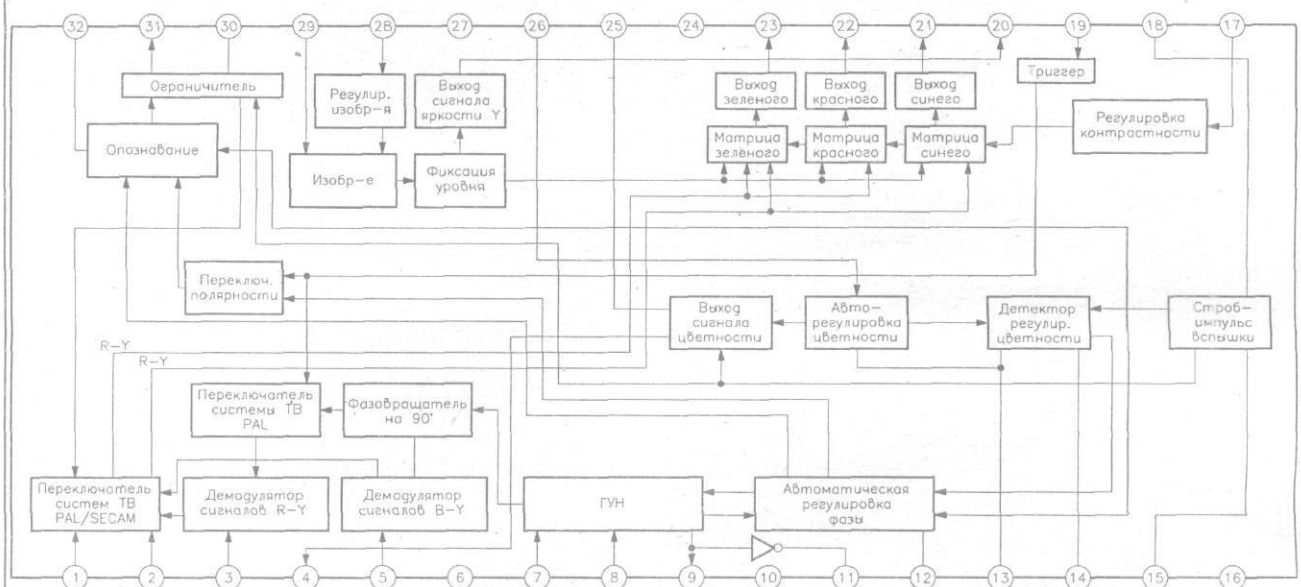 32 31 30 29 28 27 26 25 24 23 22 21 20 19 18 17
Ограничитель
Опознавание
Регулир.
изобр-я
Изобр-е
Выход
сигнала
яркости Y
Фиксация
уровня
Выход
зеленого
Выход
красного
Выход
синего
Матрица
зелёного
Матрица
красного
Матрица
синего
Триггер
Регулировка
контрастности
Переключ.
полярности
Выход
сигнала
цветности
Авто-
регулировка
цветности
Детектор
регулир.
цветности
Строб-
импульс
вспышки
R-Y
R-Y
Переключатель
системы ТВ
PAL
Фазовращатель
на 90°
Переключатель
систем ТВ
PAL/SECAM
Демодулятор
сигналов R-Y
Демодулятор
сигналов B-Y
ГУН
Автоматическая
регулировка
фазы
1 2 3 4 5 6 7 8 9 10 11 12 13 14 15 16